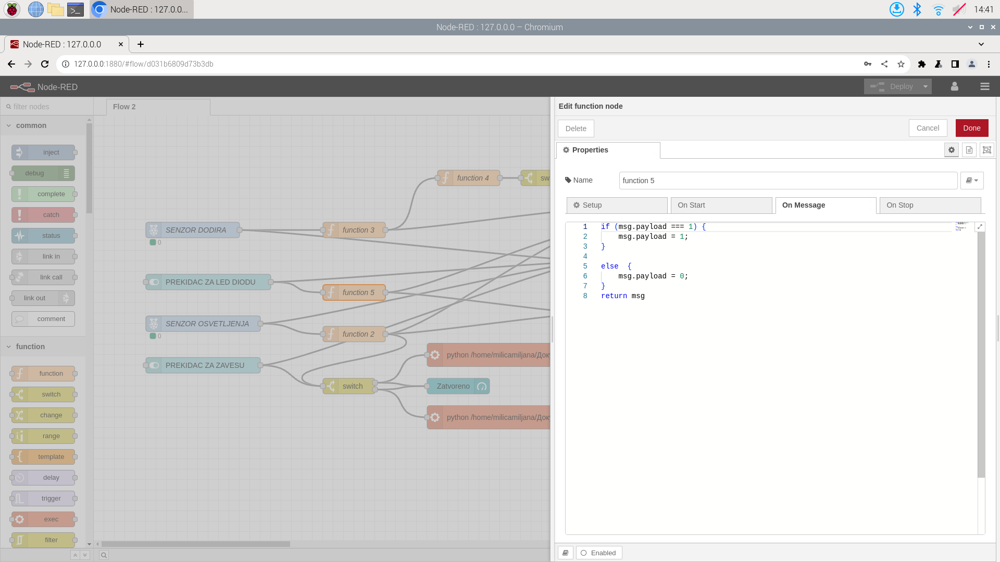 Node-RED : 127.0.0...
14:41
Node-RED : 127.0.0.0 – Chromium
Node-RED : 127.0.0.0
127.0.0.0:1880/#flow/d031b6809d73b3db
Node-RED
Deploy
filter nodes
common
inject
debug
complete
catch
status
link in
link call
link out
comment
function
function
switch
change
range
template
delay
trigger
exec
filter
Flow 2
function 4
sw
SENZOR DODIRA
0
function 3
PREKIDAC ZA LED DIODU
function 5
SENZOR OSVETLJENJA
0
function 2
PREKIDAC ZA ZAVESU
python /home/milicamiljana/Доку
switch
Zatvoreno
python /home/milicamiljana/Доку
Edit function node
Delete
Cancel
Done
Properties
Name
function 5
Setup
On Start
On Message
On Stop
1 if (msg.payload === 1) {
2 msg.payload = 1;
3 }
4
5 else  {
6 msg.payload = 0;
7 }
8 return msg
Enabled